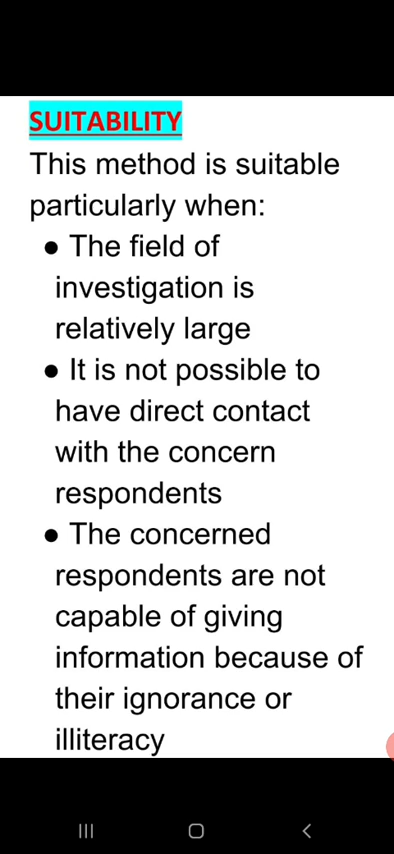 SUITABILITY
This method is suitable
particularly when:
● The field of
investigation is
relatively large
● It is not possible to
have direct contact
with the concern
respondents
● The concerned
respondents are not
capable of giving
information because of
their ignorance or
illiteracy